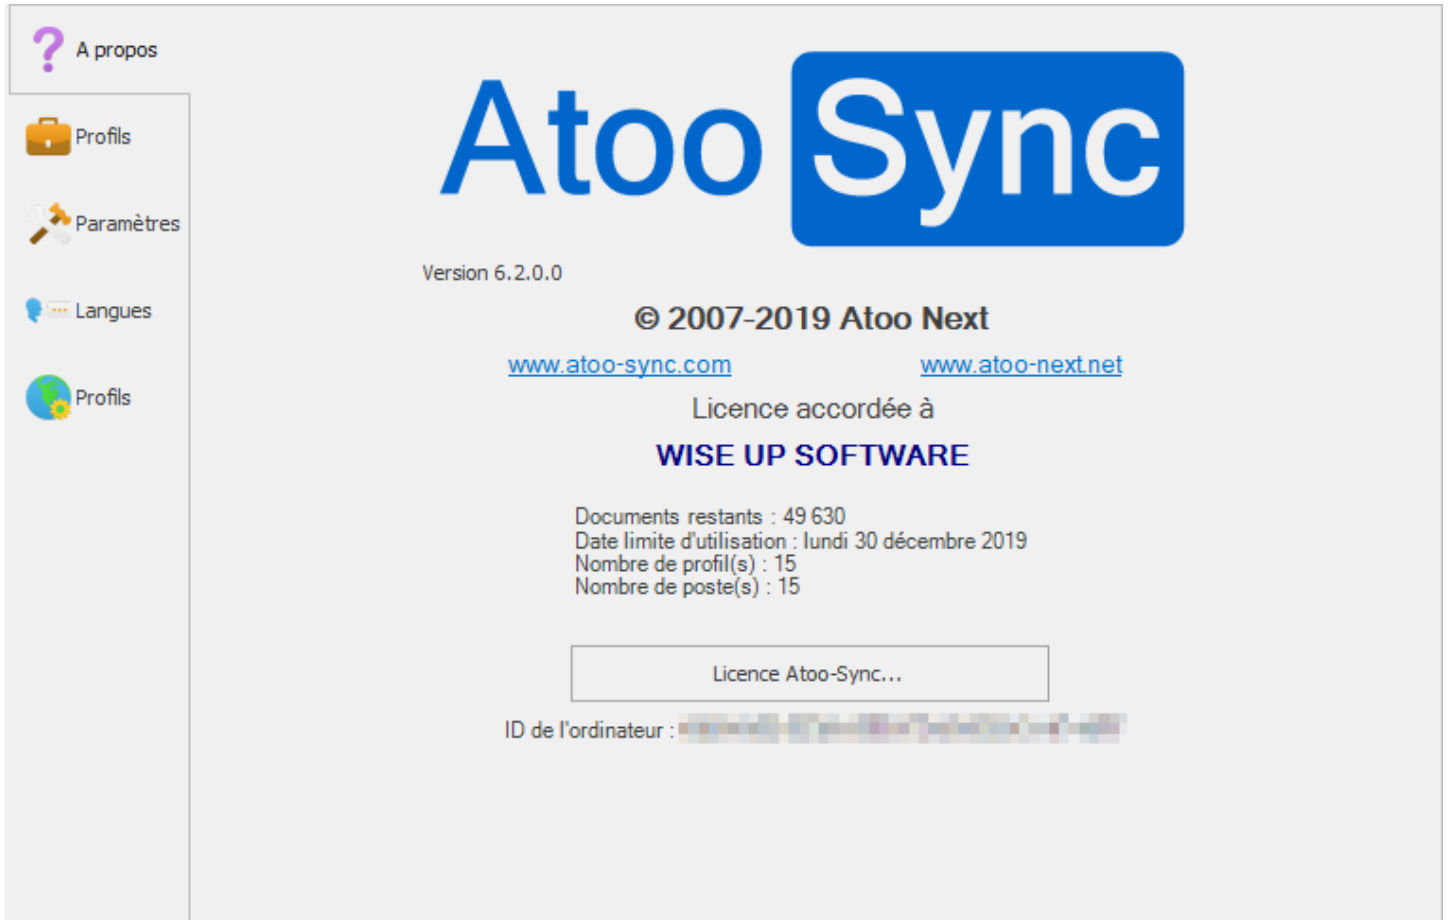 A propos
Profils
Paramètres
Langues
Profils
Atoo Sync
Version 6.2.0.0
© 2007-2019 Atoo Next
www.atoo-sync.com www.atoo-next.net
Licence accordée à
WISE UP SOFTWARE
Documents restants : 49 630
Date limite d'utilisation : lundi 30 décembre 2019
Nombre de profil(s) : 15
Nombre de poste(s) : 15
Licence Atoo-Sync...
ID de l'ordinateur :